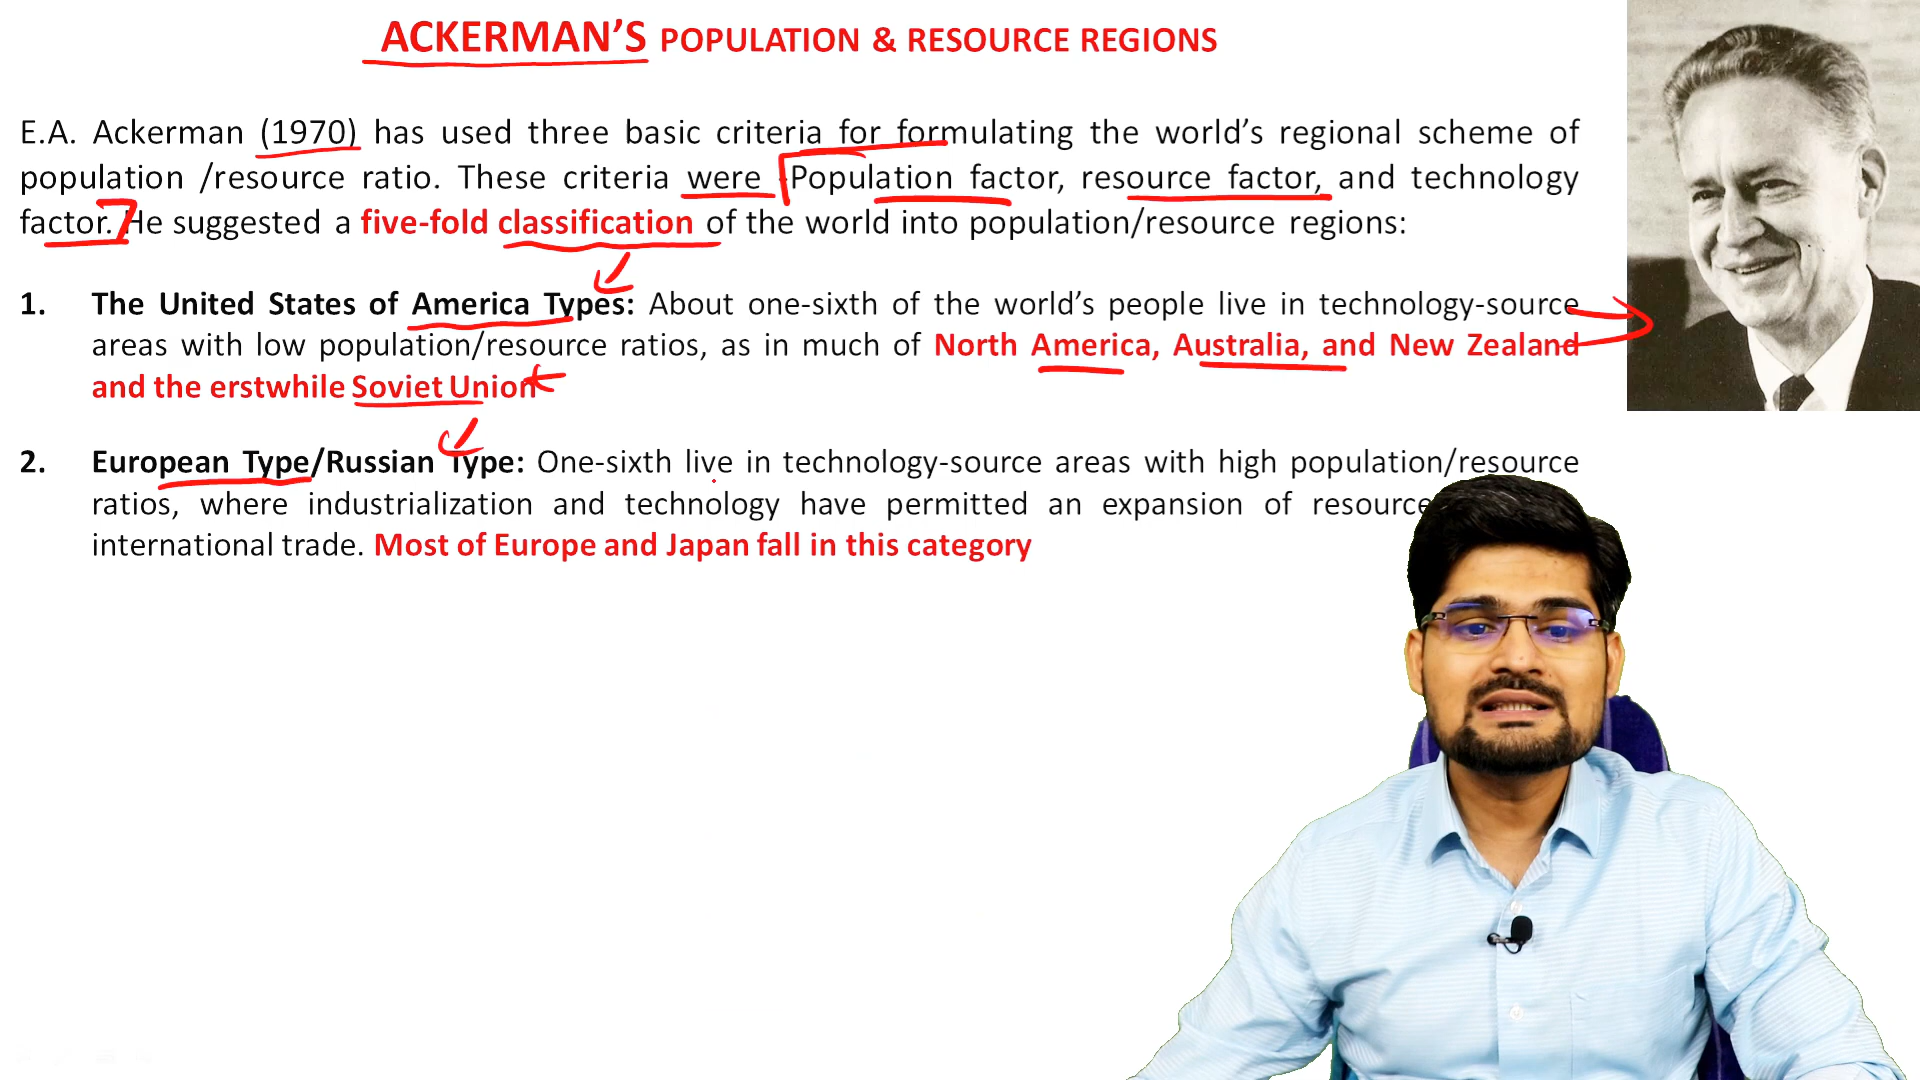 ACKERMAN’S POPULATION & RESOURCE REGIONS
E.A. Ackerman (1970) has used three basic criteria for formulating the world’s regional scheme of
population /resource ratio. These criteria were Population factor, resource factor, and technology
factor. He suggested a five-fold classification of the world into population/resource regions:
1. The United States of America Types: About one-sixth of the world’s people live in technology-source
areas with low population/resource ratios, as in much of North America, Australia, and New Zealand
and the erstwhile Soviet Union
2. European Type/Russian Type: One-sixth live in technology-source areas with high population/resource
ratios, where industrialization and technology have permitted an expansion of resource
international trade. Most of Europe and Japan fall in this category